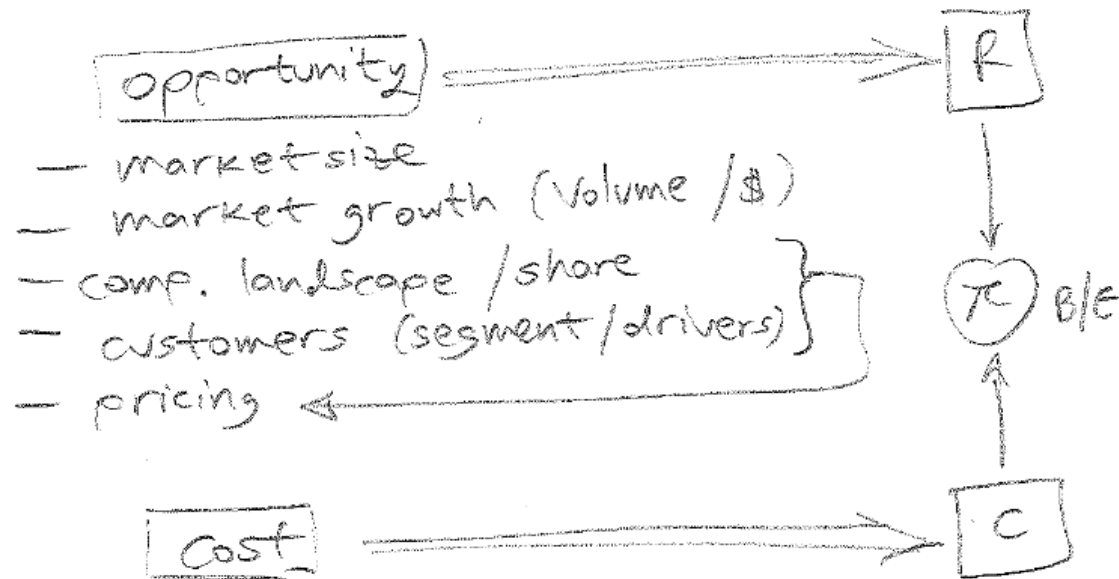 opportunity
R
- market size
- market growth (Volume /$)
- comp. landscape /share
- customers (segment/drivers)
- pricing
π B/E
cost
C